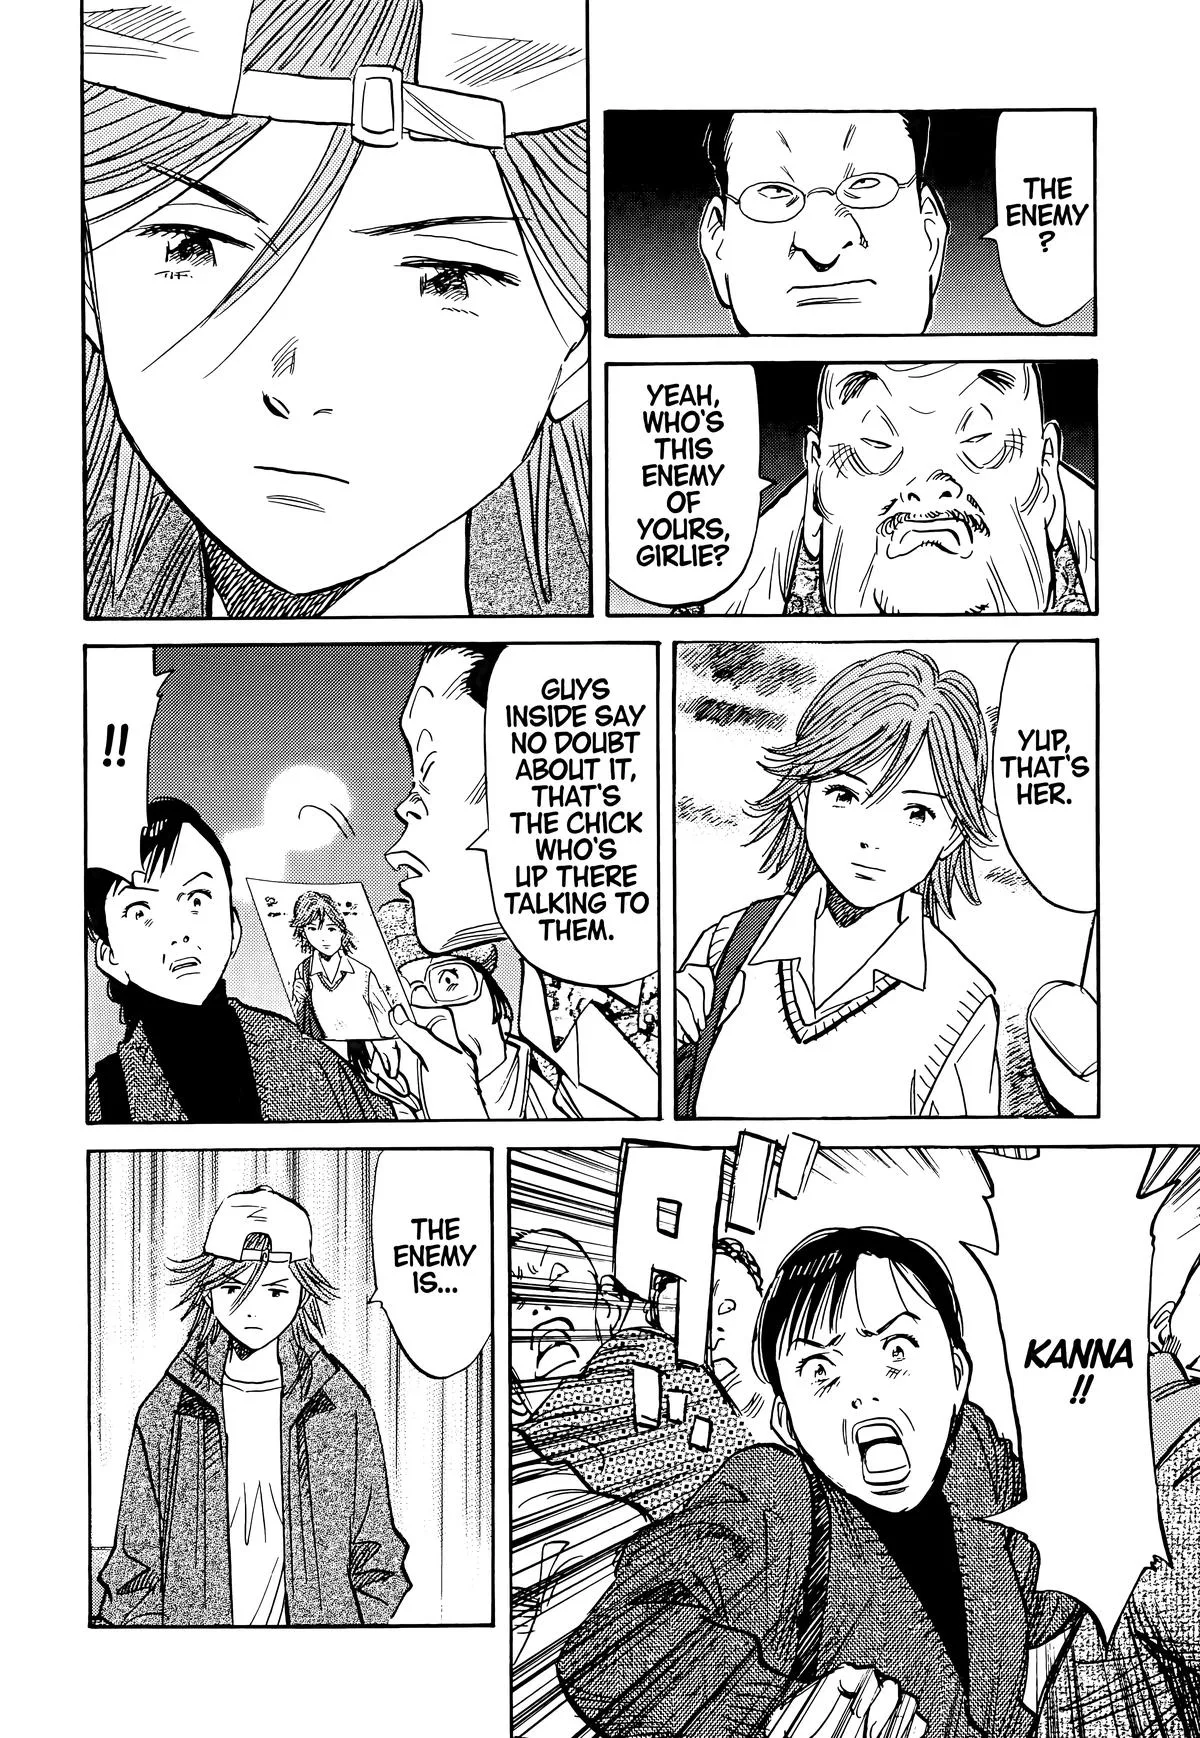 THE
ENEMY
?
YEAH,
WHO'S
THIS
ENEMY
OF
YOURS,
GIRLIE?
YUP,
THAT'S
HER.
GUYS
INSIDE SAY
NO DOUBT
ABOUT IT,
THAT'S
THE CHICK
WHO'S
UP THERE
TALKING TO
THEM.
!!
KANNA
!!
THE
ENEMY
IS...